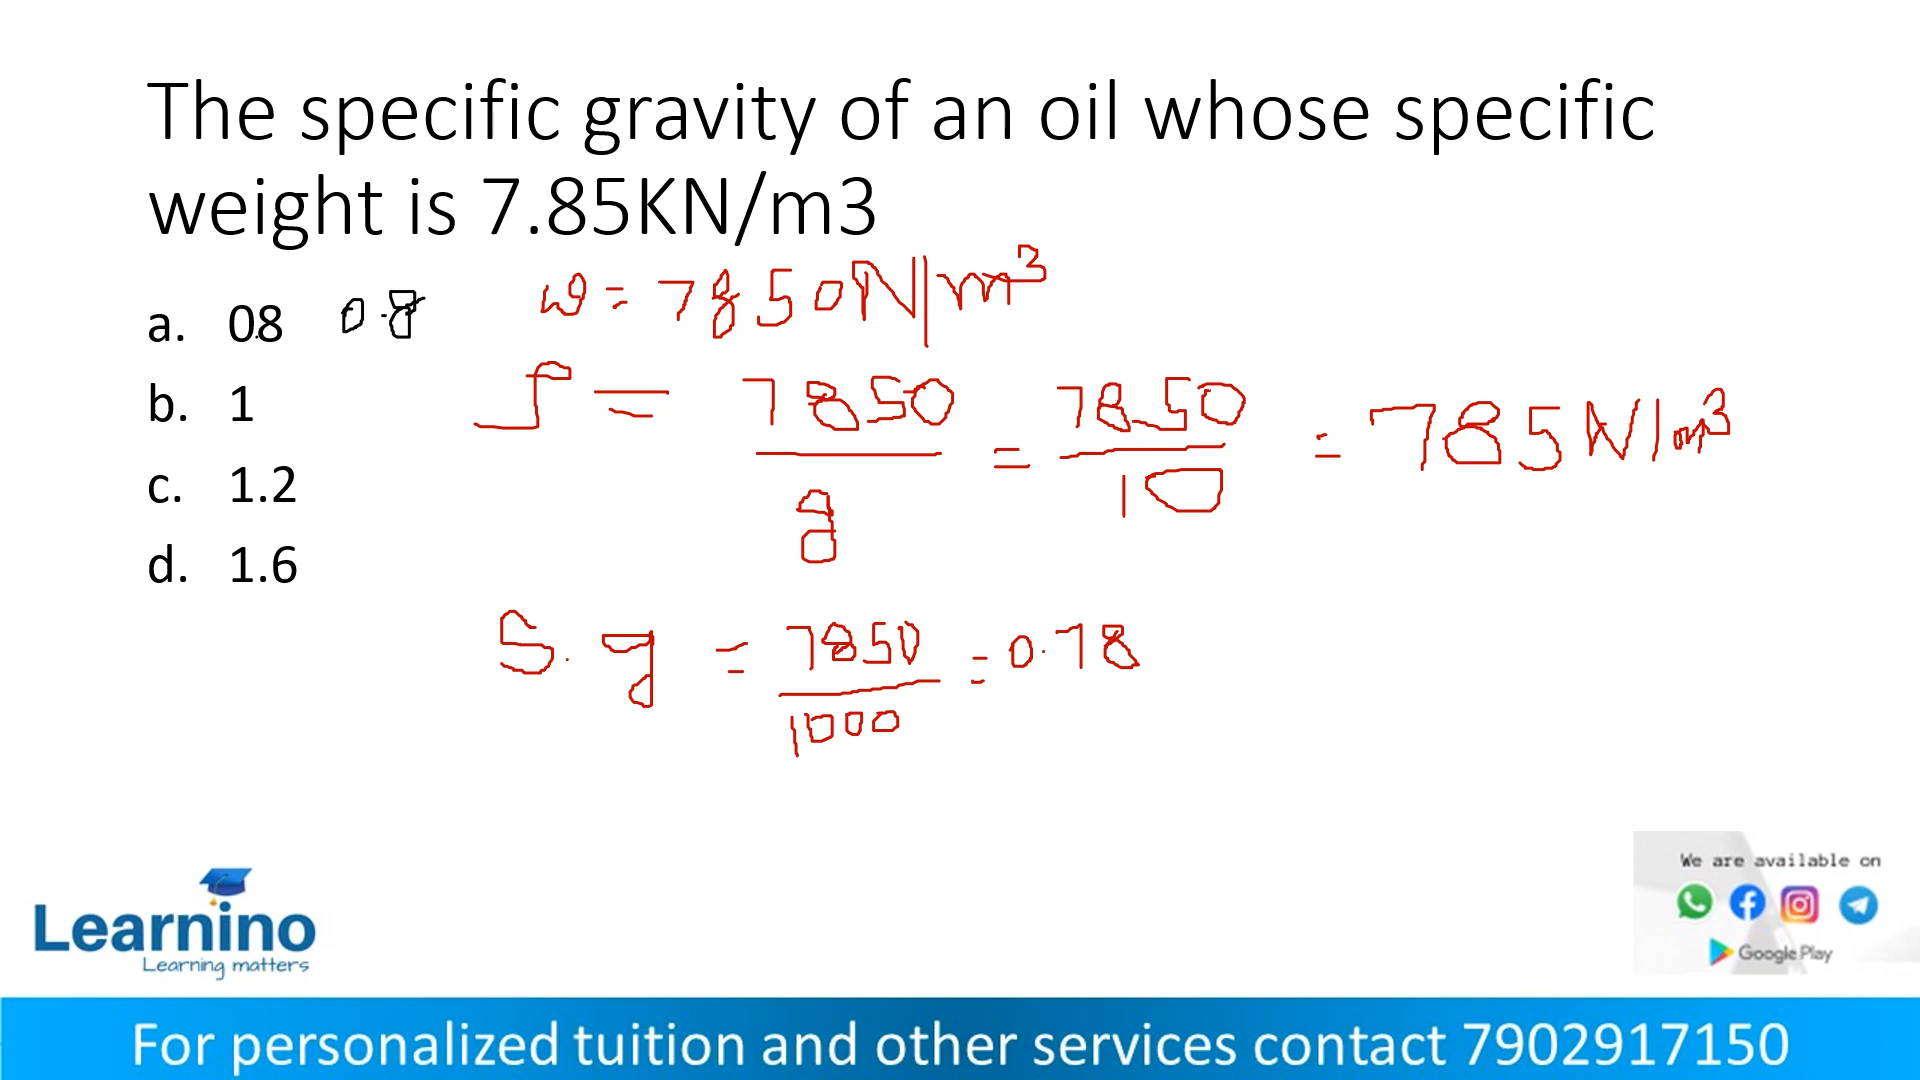 The specific gravity of an oil whose specific
weight is 7.85KN/m3
a. 0.8 0.8
w = 7850N/m³
b. 1
ρ = 7850/g = 7850/10 = 785N/m³
c. 1.2
d. 1.6
S.g = 7850/1000 = 0.78
We are available on
Google Play
Learnino
Learning matters
For personalized tuition and other services contact 7902917150